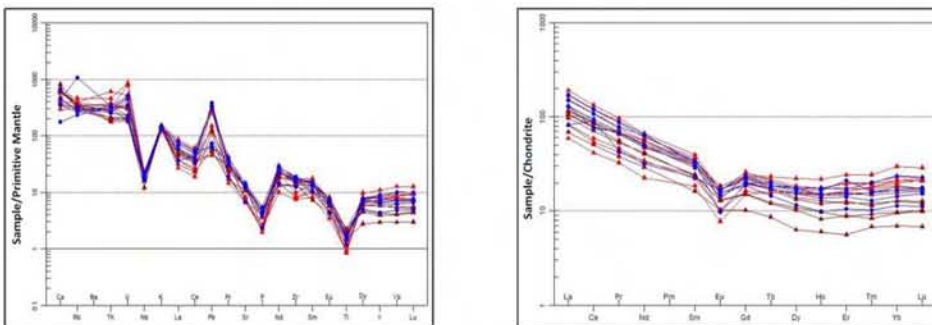 10000
1000
100
10
1
0.1
Sample/Primitive Mantle
Cs Ba U K Ce Pr P Zr Eu Dy Yb
Rb Th Nb La Pb Sr Nd Sm Ti Y Lu
1000
100
10
1
Sample/Chondrite
La Pr Pm Eu Tb Ho Tm Lu
Ce Nd Sm Gd Dy Er Yb